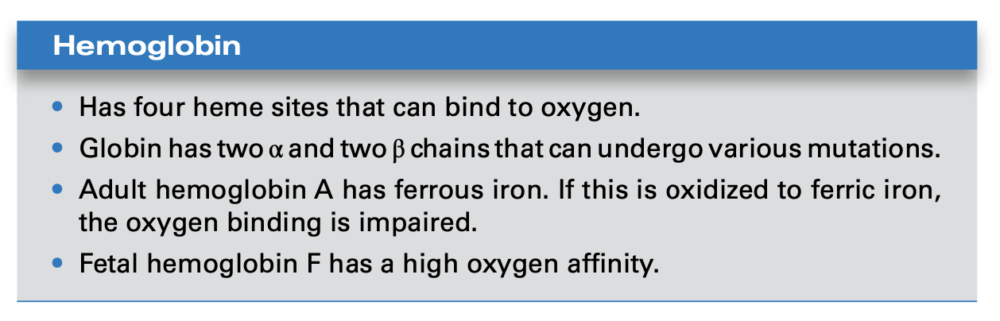 Hemoglobin
• Has four heme sites that can bind to oxygen.
• Globin has two α and two β chains that can undergo various mutations.
• Adult hemoglobin A has ferrous iron. If this is oxidized to ferric iron,
the oxygen binding is impaired.
• Fetal hemoglobin F has a high oxygen affinity.